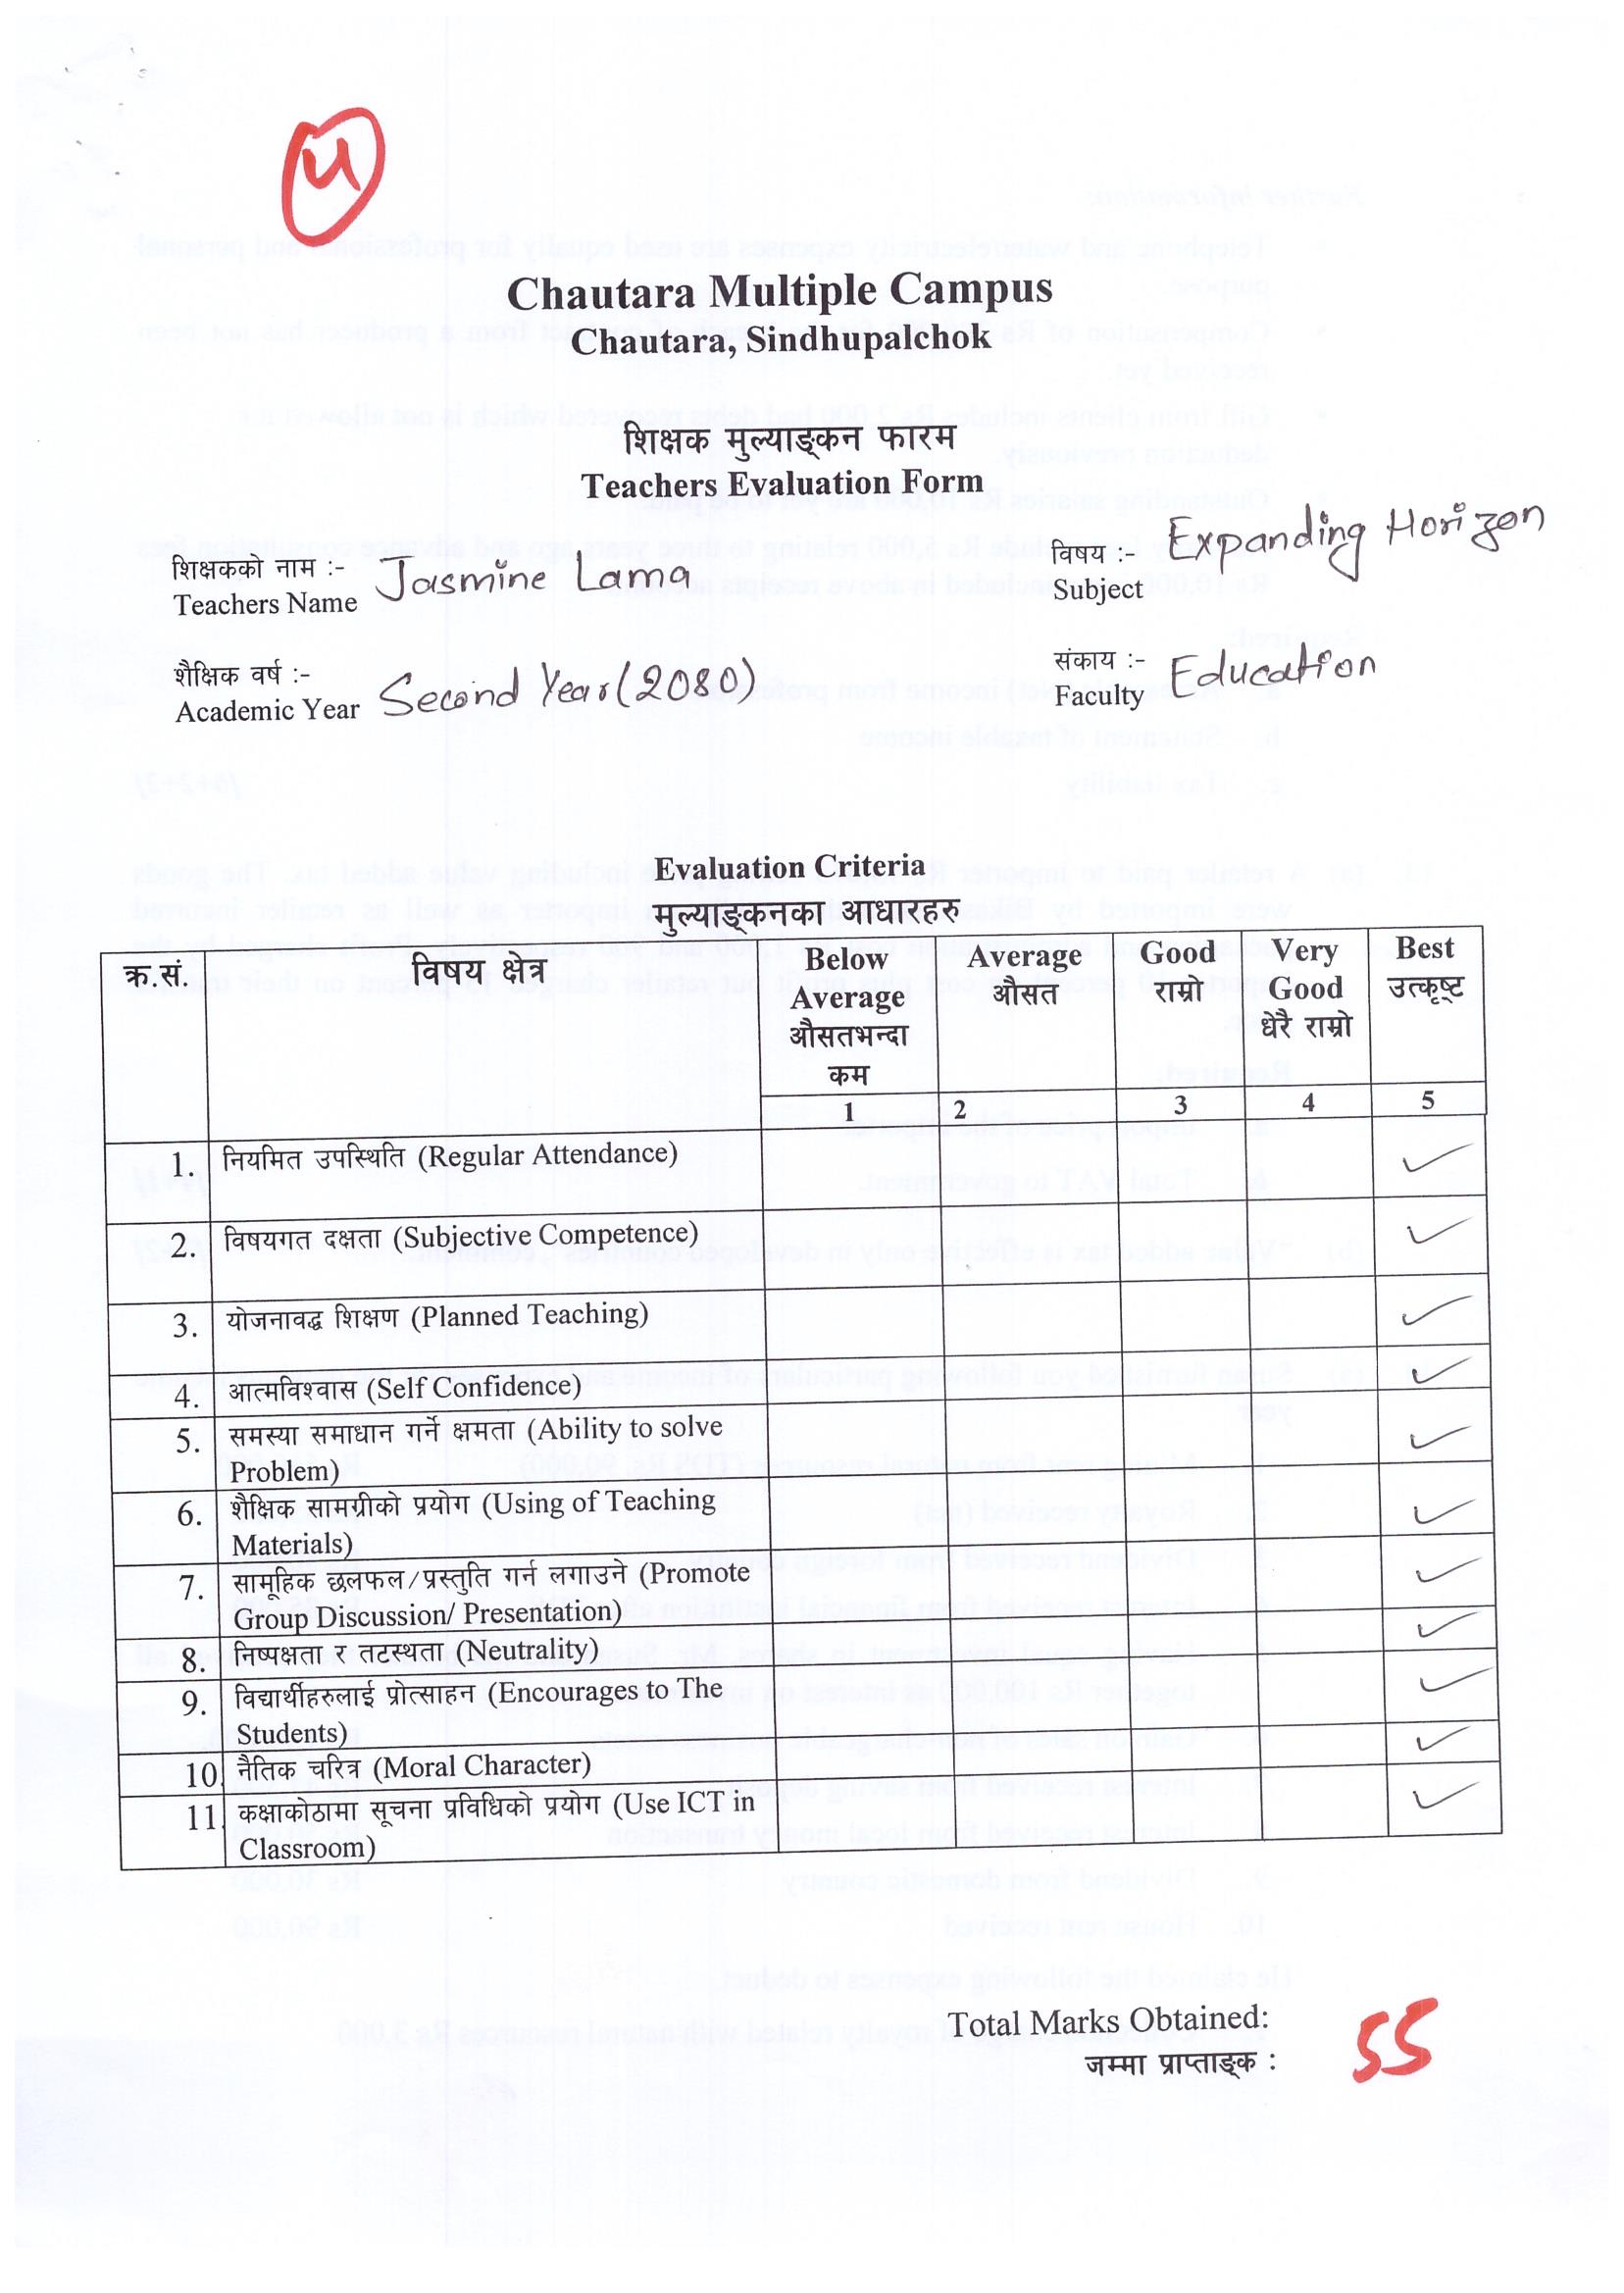 ५
Chautara Multiple Campus
Chautara, Sindhupalchok
शिक्षक मुल्याङ्कन फारम
Teachers Evaluation Form
शिक्षकको नाम :- Jasmine Lama
Teachers Name
विषय :- Expanding Horizon
Subject
शैक्षिक वर्ष :- Second Year (2080)
Academic Year
संकाय :- Education
Faculty
Evaluation Criteria
मुल्याङ्कनका आधारहरु
क्र.सं. विषय क्षेत्र Below Average Good Very Best
Average औसत राम्रो Good उत्कृष्ट
औसतभन्दा धेरै राम्रो
कम
1 2 3 4 5
1. नियमित उपस्थिति (Regular Attendance) ✓
2. विषयगत दक्षता (Subjective Competence) ✓
3. योजनावद्ध शिक्षण (Planned Teaching) ✓
4. आत्मविश्वास (Self Confidence) ✓
5. समस्या समाधान गर्ने क्षमता (Ability to solve ✓
Problem)
6. शैक्षिक सामग्रीको प्रयोग (Using of Teaching ✓
Materials)
7. सामूहिक छलफल/प्रस्तुति गर्न लगाउने (Promote ✓
Group Discussion/ Presentation)
8. निष्पक्षता र तटस्थता (Neutrality) ✓
9. विद्यार्थीहरुलाई प्रोत्साहन (Encourages to The ✓
Students)
10. नैतिक चरित्र (Moral Character) ✓
11. कक्षाकोठामा सूचना प्रविधिको प्रयोग (Use ICT in ✓
Classroom)
Total Marks Obtained: 55
जम्मा प्राप्ताङ्क :